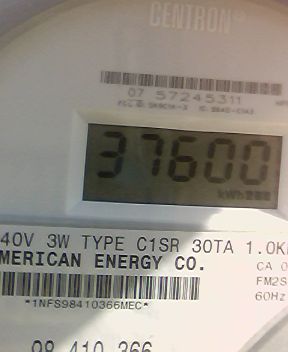 CENTRON
07 57245311
37600
kWh
40V 3W TYPE C1SR 30TA 1.0K
MERICAN ENERGY CO.
CA 0
FM2S
60Hz
*1NFS98410366MEC*
98 410 366